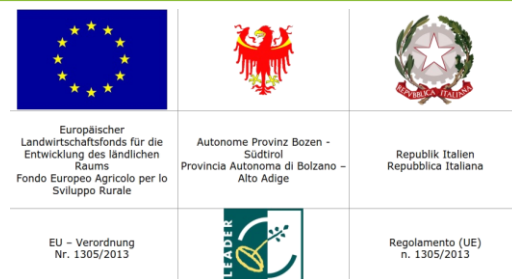 REPVBBLICA ITALIANA
Europäischer
Landwirtschaftsfonds für die
Entwicklung des ländlichen
Raums
Fondo Europeo Agricolo per lo
Sviluppo Rurale
Autonome Provinz Bozen -
Südtirol
Provincia Autonoma di Bolzano –
Alto Adige
Republik Italien
Repubblica Italiana
EU – Verordnung
Nr. 1305/2013
LEADER
Regolamento (UE)
n. 1305/2013